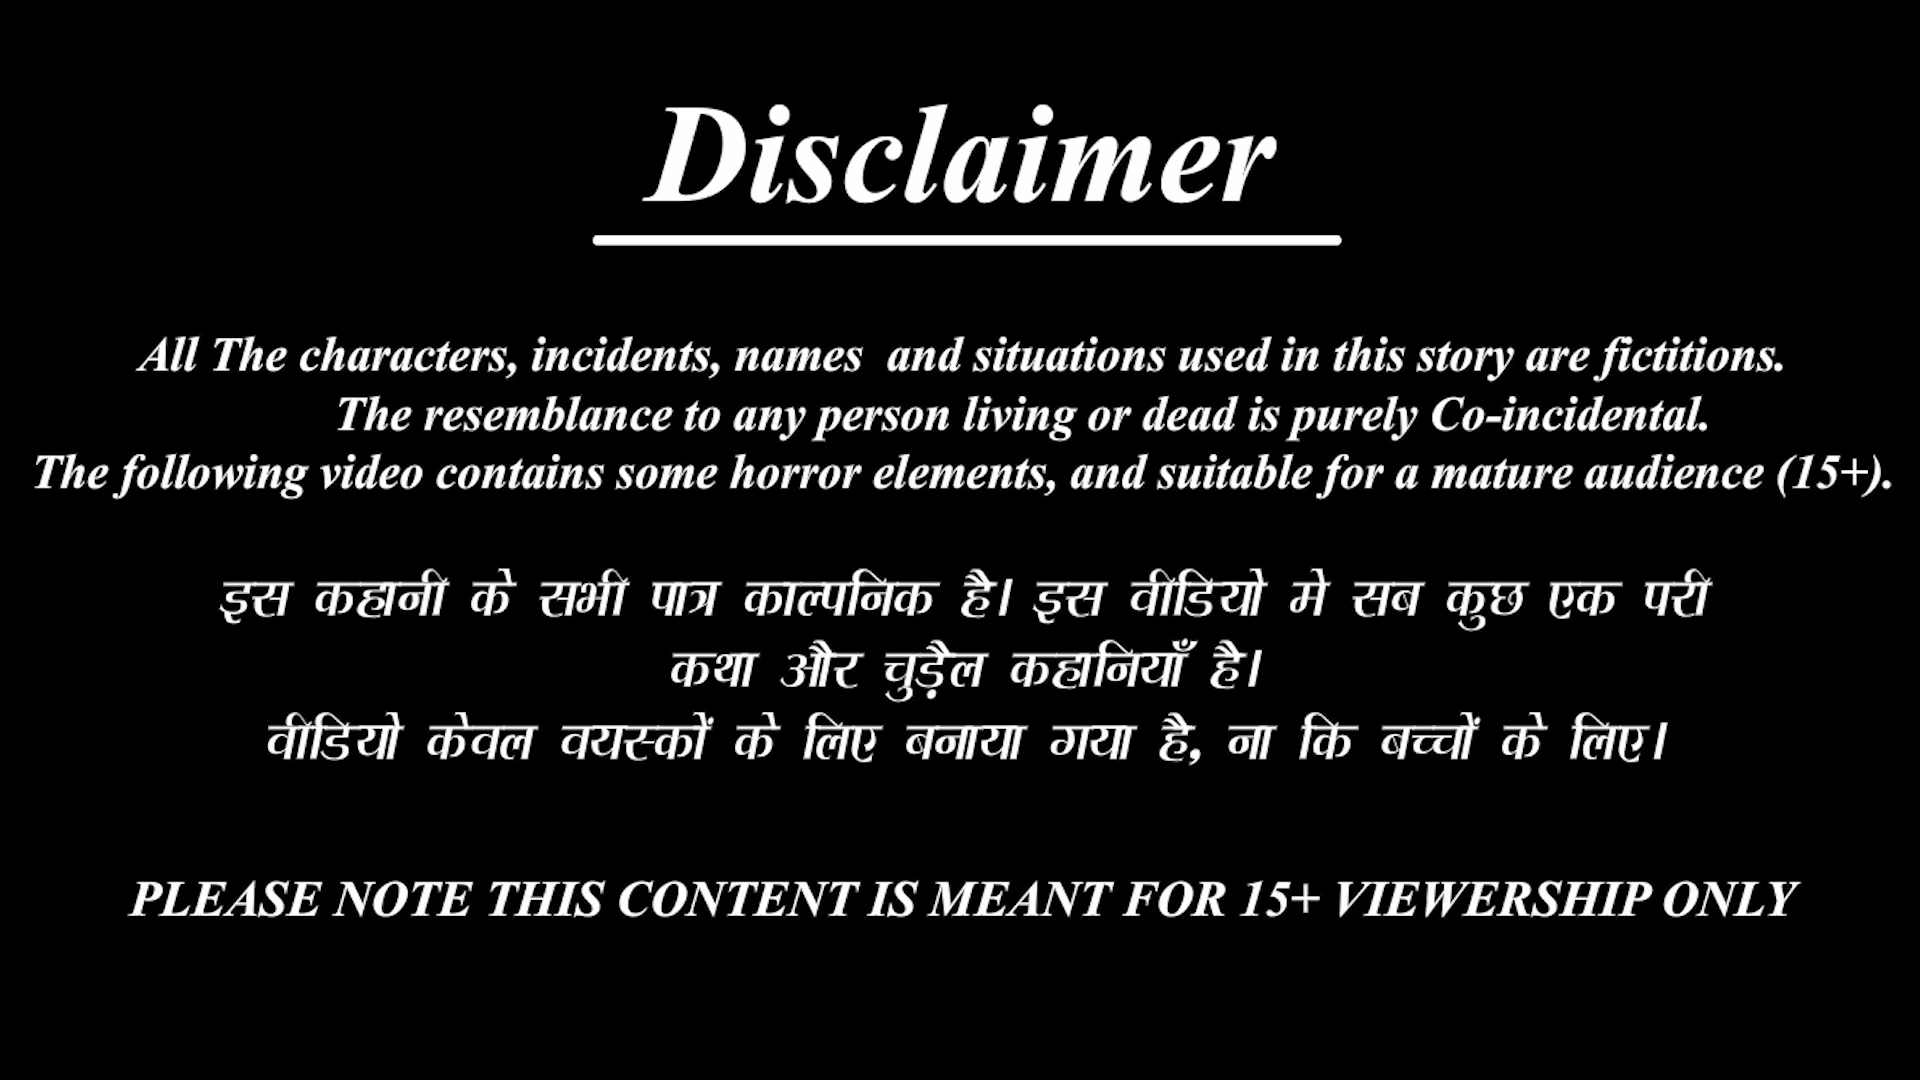 Disclaimer
All The characters, incidents, names and situations used in this story are fictitions.
The resemblance to any person living or dead is purely Co-incidental.
The following video contains some horror elements, and suitable for a mature audience (15+).
इस कहानी के सभी पात्र काल्पनिक है। इस वीडियो मे सब कुछ एक परी
कथा और चुड़ैल कहानियाँ है।
वीडियो केवल वयस्कों के लिए बनाया गया है, ना कि बच्चों के लिए।
PLEASE NOTE THIS CONTENT IS MEANT FOR 15+ VIEWERSHIP ONLY